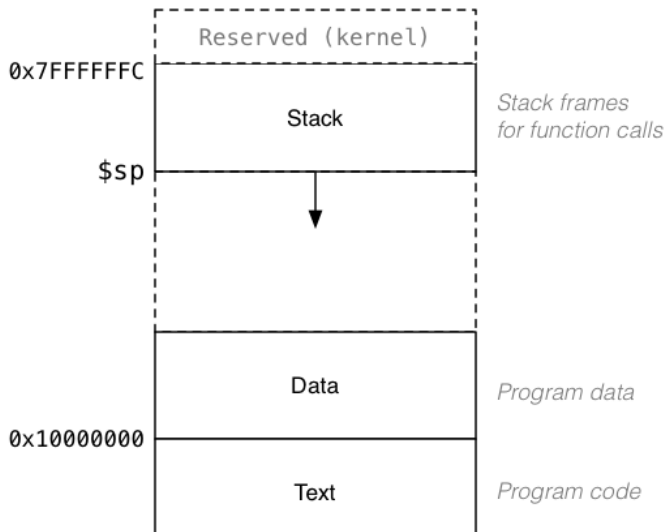 Reserved (kernel)
0x7FFFFFFC
Stack
Stack frames
for function calls
$sp
Data
Program data
0x10000000
Text
Program code